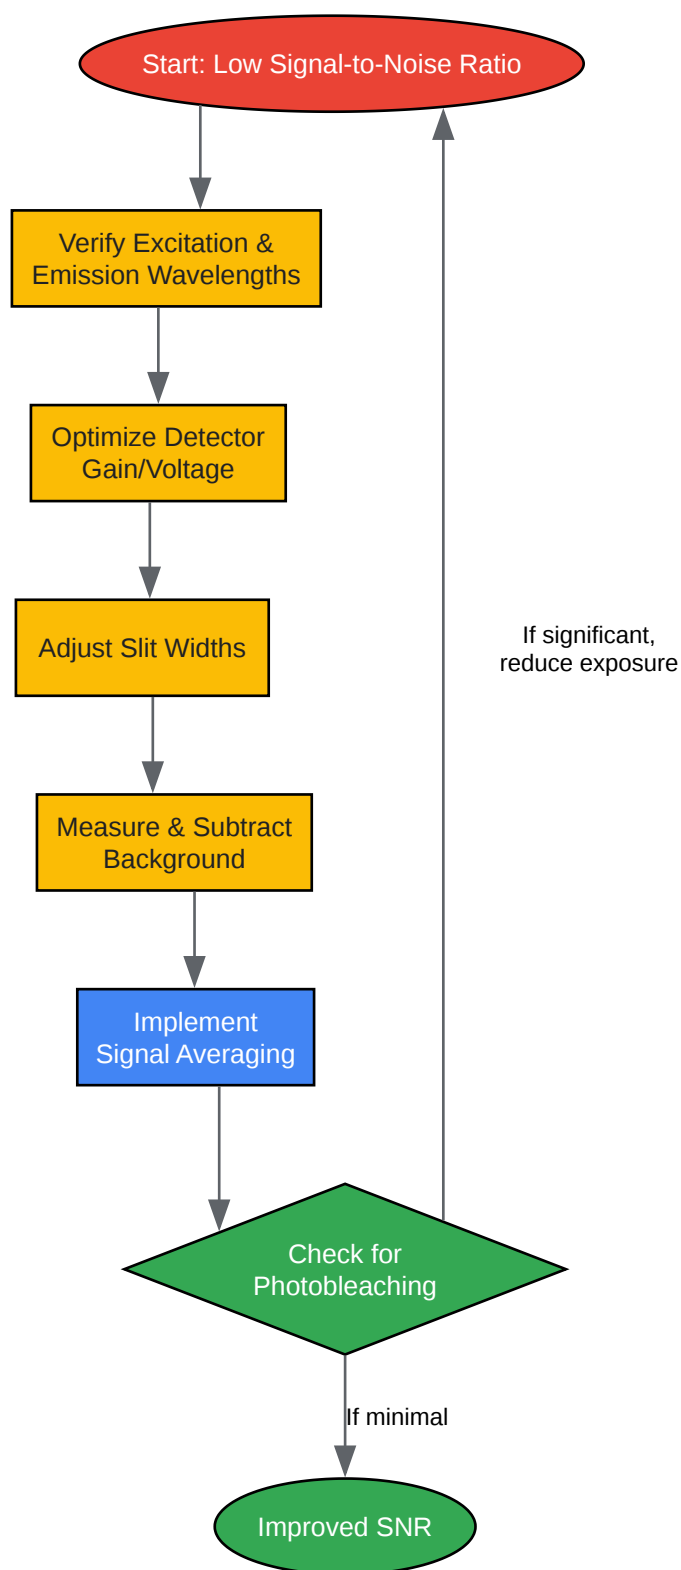 Start: Low Signal-to-Noise Ratio
Verify Excitation &
Emission Wavelengths
Optimize Detector
Gain/Voltage
Adjust Slit Widths
If significant,
reduce exposure
Measure & Subtract
Background
Implement
Signal Averaging
Check for
Photobleaching
If minimal
Improved SNR